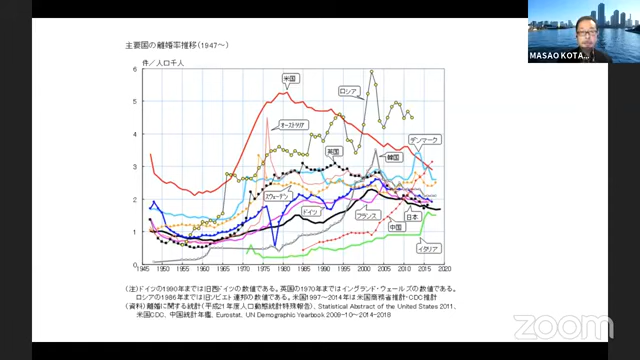 主要国の離婚率推移(1947~)
件/人口千人
6
5
4
3
2
1
0
米国
ロシア
オーストラリア
英国
デンマーク
韓国
スウェーデン
ドイツ
フランス
日本
中国
イタリア
1945 1950 1955 1960 1965 1970 1975 1980 1985 1990 1995 2000 2005 2010 2015 2020
(注)ドイツの1990年までは旧西ドイツの数値である。英国の1970年まではイングランド・ウェールズの数値である。
ロシアの1986年までは旧ソビエト連邦の数値である。米国1997~2014年は米国商務省推計・CDC推計
(資料)離婚に関する統計(平成21年度人口動態統計特殊報告)、Statistical Abstract of the United States 2011、
米国CDC、中国統計年鑑、Eurostat、UN Demographic Yearbook 2009-10~2014-2018
MASAO KOTA
zoom